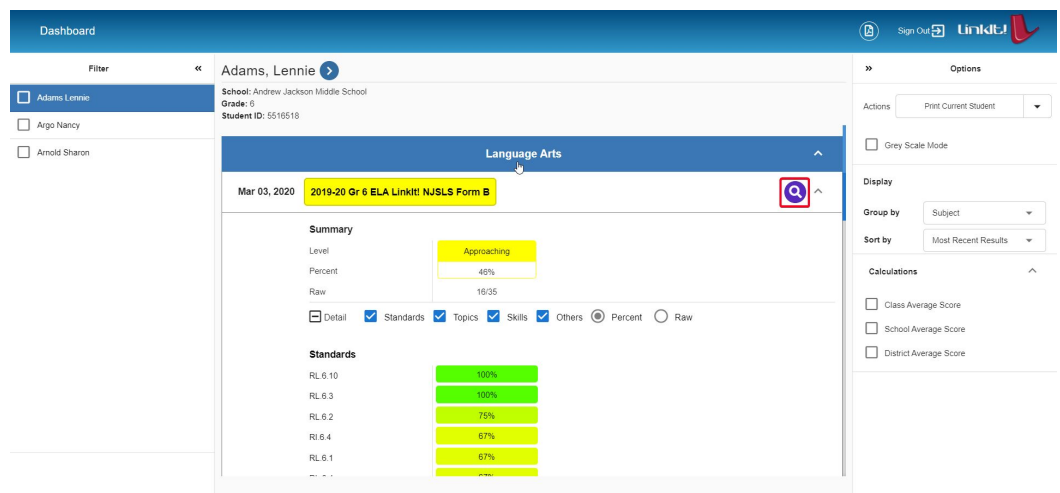 Dashboard
Sign Out
LinkIt!
Filter «
Adams Lennie
Argo Nancy
Arnold Sharon
Adams, Lennie
School: Andrew Jackson Middle School
Grade: 6
Student ID: 5516518
Language Arts
Mar 03, 2020 2019-20 Gr 6 ELA LinkIt! NJSLS Form B
Summary
Level Approaching
Percent 46%
Raw 16/35
Detail Standards Topics Skills Others Percent Raw
Standards
RL.6.10 100%
RL.6.3 100%
RL.6.2 75%
RI.6.4 67%
RL.6.1 67%
» Options
Actions Print Current Student
Grey Scale Mode
Display
Group by Subject
Sort by Most Recent Results
Calculations
Class Average Score
School Average Score
District Average Score